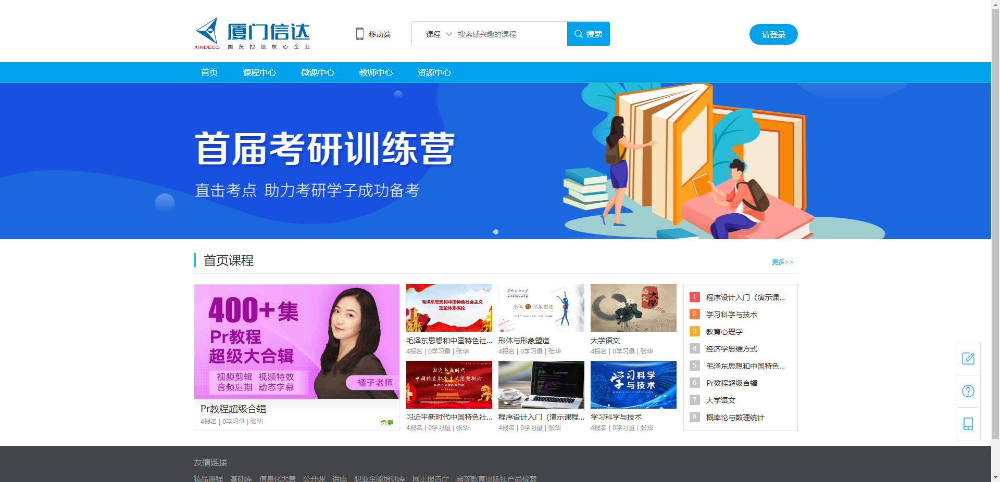 厦门信达
XINDECO 国贸控股核心企业
移动端
课程 搜索感兴趣的课程 搜索
请登录
首页 课程中心 微课中心 教师中心 资源中心
首届考研训练营
直击考点 助力考研学子成功备考
首页课程
更多>>
400+集
Pr教程
超级大合辑
视频剪辑 视频特效
音频后期 动态字幕
橘子老师
Pr教程超级合辑
4报名 | 0学习量 | 张华
免费
毛泽东思想和中国特色社会主义
理论体系概论
毛泽东思想和中国特色社...
4报名 | 0学习量 | 张华
形体与形象塑造
形体与形象塑造
4报名 | 0学习量 | 张华
大学
语文
大学语文
4报名 | 0学习量 | 张华
习近平新时代
中国特色社会主义思想概论
习近平新时代中国特色社...
4报名 | 0学习量 | 张华
程序设计入门（演示课程...
4报名 | 0学习量 | 张华
学习科学
与技术
Learning science and technology
学习科学与技术
4报名 | 0学习量 | 张华
1 程序设计入门（演示课...
2 学习科学与技术
3 教育心理学
4 经济学思维方式
5 毛泽东思想和中国特色...
6 Pr教程超级合辑
7 大学语文
8 概率论与数理统计
友情链接
精品课程 基础库 信息化大赛 公开课 讲座 职业全能培训库 网上报告厅 高等教育出版社产品检索